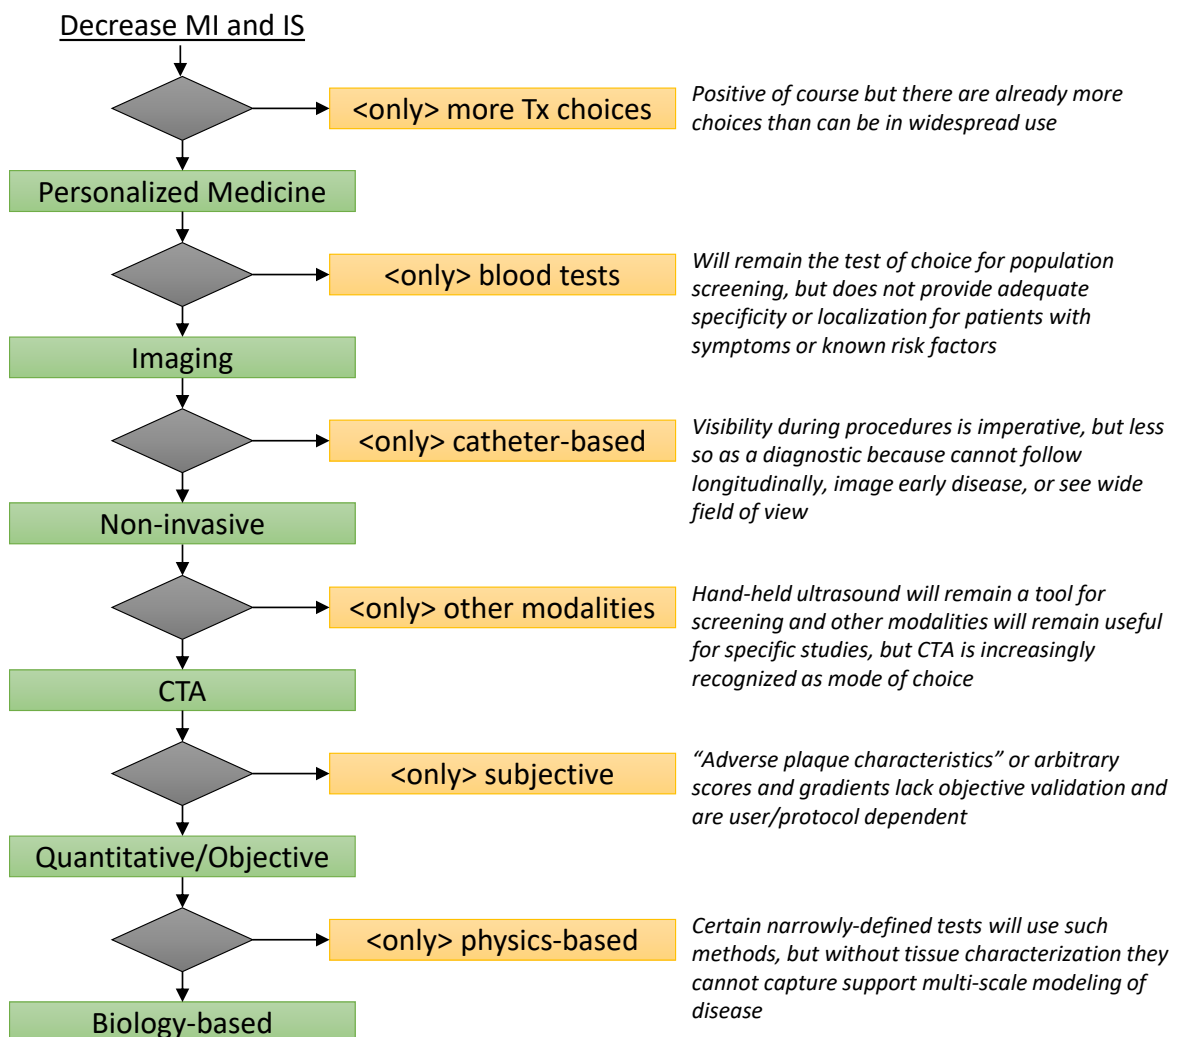 Decrease MI and IS
<only> more Tx choices
Positive of course but there are already more
choices than can be in widespread use
Personalized Medicine
<only> blood tests
Will remain the test of choice for population
screening, but does not provide adequate
specificity or localization for patients with
symptoms or known risk factors
Imaging
<only> catheter-based
Visibility during procedures is imperative, but less
so as a diagnostic because cannot follow
longitudinally, image early disease, or see wide
field of view
Non-invasive
<only> other modalities
Hand-held ultrasound will remain a tool for
screening and other modalities will remain useful
for specific studies, but CTA is increasingly
recognized as mode of choice
CTA
<only> subjective
“Adverse plaque characteristics” or arbitrary
scores and gradients lack objective validation and
are user/protocol dependent
Quantitative/Objective
<only> physics-based
Certain narrowly-defined tests will use such
methods, but without tissue characterization they
cannot capture support multi-scale modeling of
disease
Biology-based